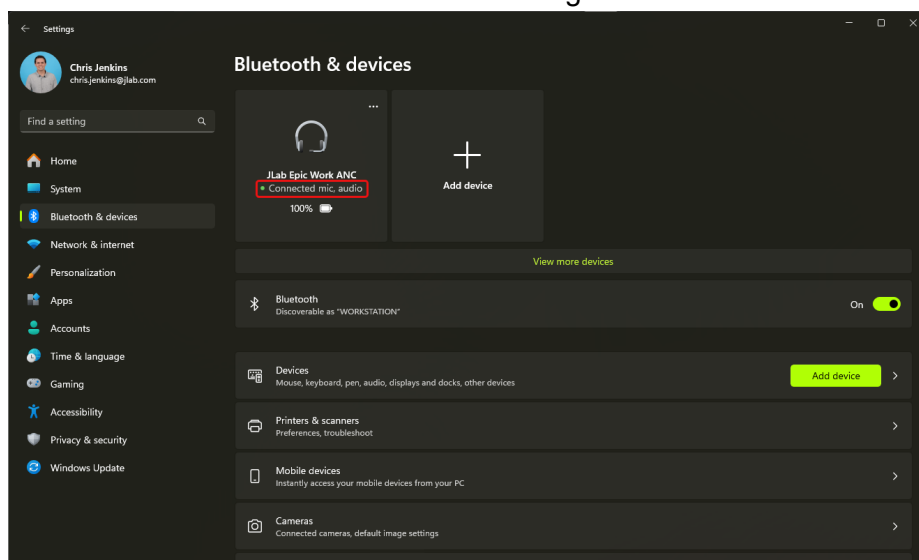 Settings
Chris Jenkins
chris.jenkins@jlab.com
Find a setting
Home
System
Bluetooth & devices
Network & internet
Personalization
Apps
Accounts
Time & language
Gaming
Accessibility
Privacy & security
Windows Update
Bluetooth & devices
JLab Epic Work ANC
Connected mic, audio
100%
Add device
View more devices
Bluetooth
Discoverable as "WORKSTATION"
On
Devices
Mouse, keyboard, pen, audio, displays and docks, other devices
Add device
Printers & scanners
Preferences, troubleshoot
Mobile devices
Instantly access your mobile devices from your PC
Cameras
Connected cameras, default image settings